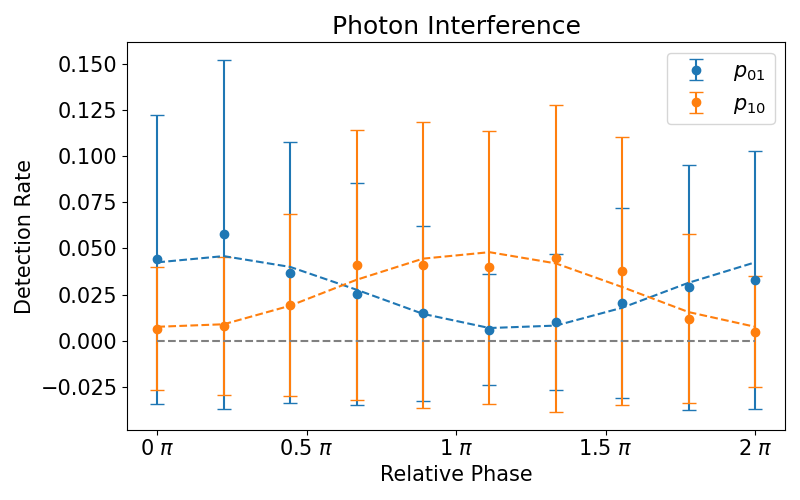 Photon Interference
Detection Rate
0.150
0.125
0.100
0.075
0.050
0.025
0.000
−0.025
p01
p10
0 π
0.5 π
1 π
1.5 π
2 π
Relative Phase